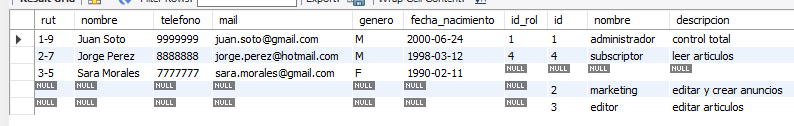 Result Grid Filter Rows: Export: Wrap Cell Content:
rut nombre telefono mail genero fecha_nacimiento id_rol id nombre descripcion
1-9 Juan Soto 9999999 juan.soto@gmail.com M 2000-06-24 1 1 administrador control total
2-7 Jorge Perez 8888888 jorge.perez@hotmail.com M 1998-03-12 4 4 subscriptor leer articulos
3-5 Sara Morales 7777777 sara.morales@gmail.com F 1990-02-11 NULL NULL NULL NULL
NULL NULL NULL NULL NULL NULL NULL 2 marketing editar y crear anuncios
NULL NULL NULL NULL NULL NULL NULL 3 editor editar articulos